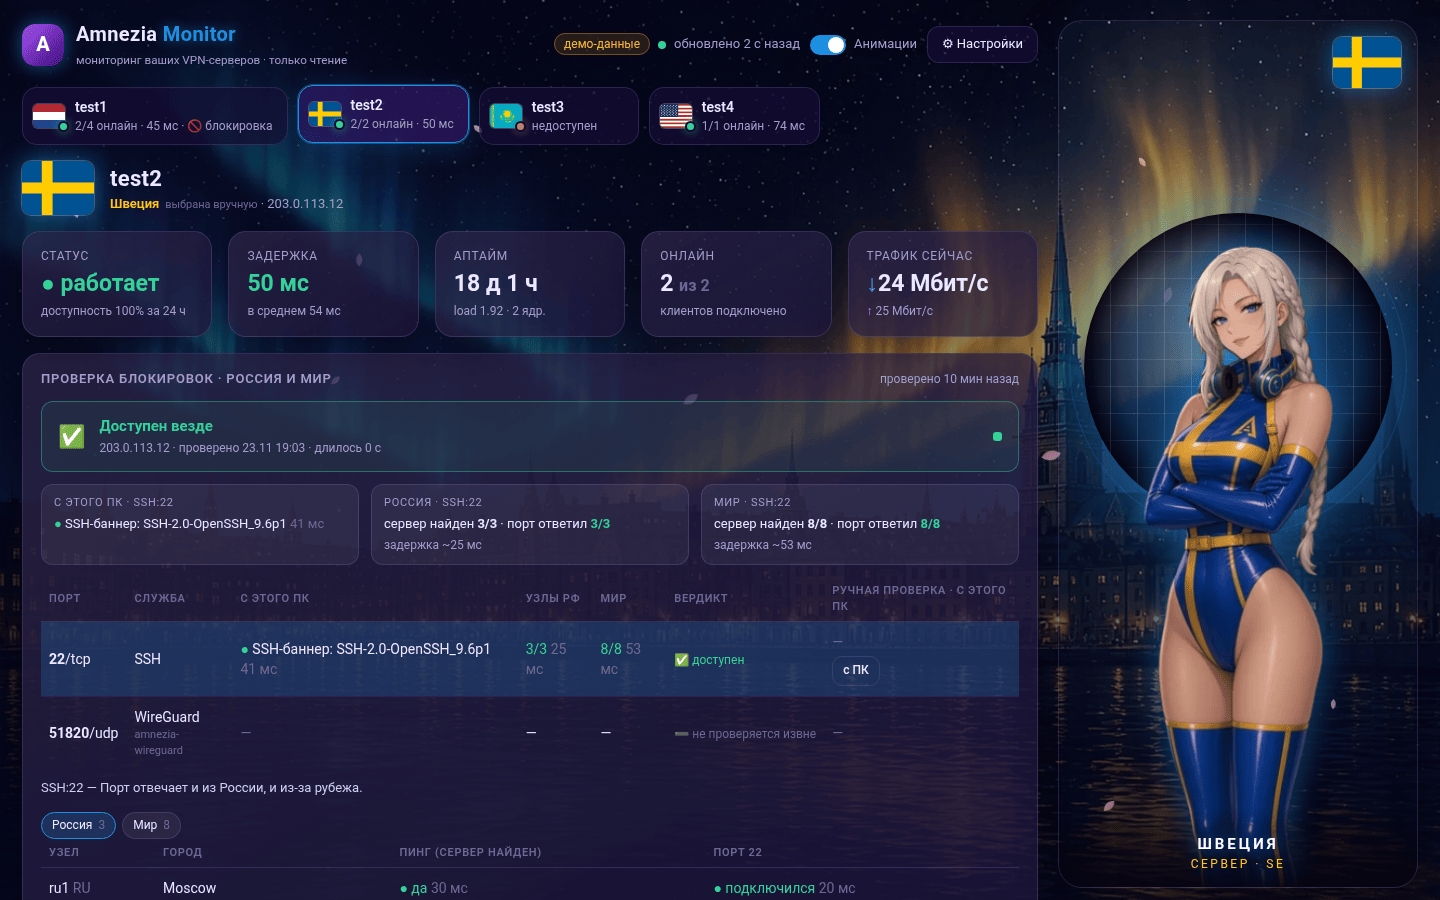 A
Amnezia Monitor
мониторинг ваших VPN-серверов · только чтение
демо-данные
обновлено 2 с назад
Анимации
⚙ Настройки
test1
2/4 онлайн · 45 мс · 🚫 блокировка
test2
2/2 онлайн · 50 мс
test3
недоступен
test4
1/1 онлайн · 74 мс
test2
Швеция выбрана вручную · 203.0.113.12
СТАТУС
● работает
доступность 100% за 24 ч
ЗАДЕРЖКА
50 мс
в среднем 54 мс
АПТАЙМ
18 д 1 ч
load 1.92 · 2 ядр.
ОНЛАЙН
2 из 2
клиентов подключено
ТРАФИК СЕЙЧАС
↓24 Мбит/с
↑ 25 Мбит/с
ПРОВЕРКА БЛОКИРОВОК · РОССИЯ И МИР
проверено 10 мин назад
✅ Доступен везде
203.0.113.12 · проверено 23.11 19:03 · длилось 0 с
С ЭТОГО ПК · SSH:22
● SSH-баннер: SSH-2.0-OpenSSH_9.6p1 41 мс
РОССИЯ · SSH:22
сервер найден 3/3 · порт ответил 3/3
задержка ~25 мс
МИР · SSH:22
сервер найден 8/8 · порт ответил 8/8
задержка ~53 мс
ПОРТ СЛУЖБА С ЭТОГО ПК УЗЛЫ РФ МИР ВЕРДИКТ РУЧНАЯ ПРОВЕРКА · С ЭТОГО
ПК
22/tcp SSH ● SSH-баннер: SSH-2.0-OpenSSH_9.6p1
41 мс
3/3 25
мс
8/8 53
мс
✅ доступен
—
с ПК
51820/udp
WireGuard
amnezia-
wireguard
— — — ➖ не проверяется извне —
SSH:22 — Порт отвечает и из России, и из-за рубежа.
Россия 3
Мир 8
УЗЕЛ ГОРОД ПИНГ (СЕРВЕР НАЙДЕН) ПОРТ 22
ru1 RU Moscow ● да 30 мс ● подключился 20 мс
ШВЕЦИЯ
СЕРВЕР · SE